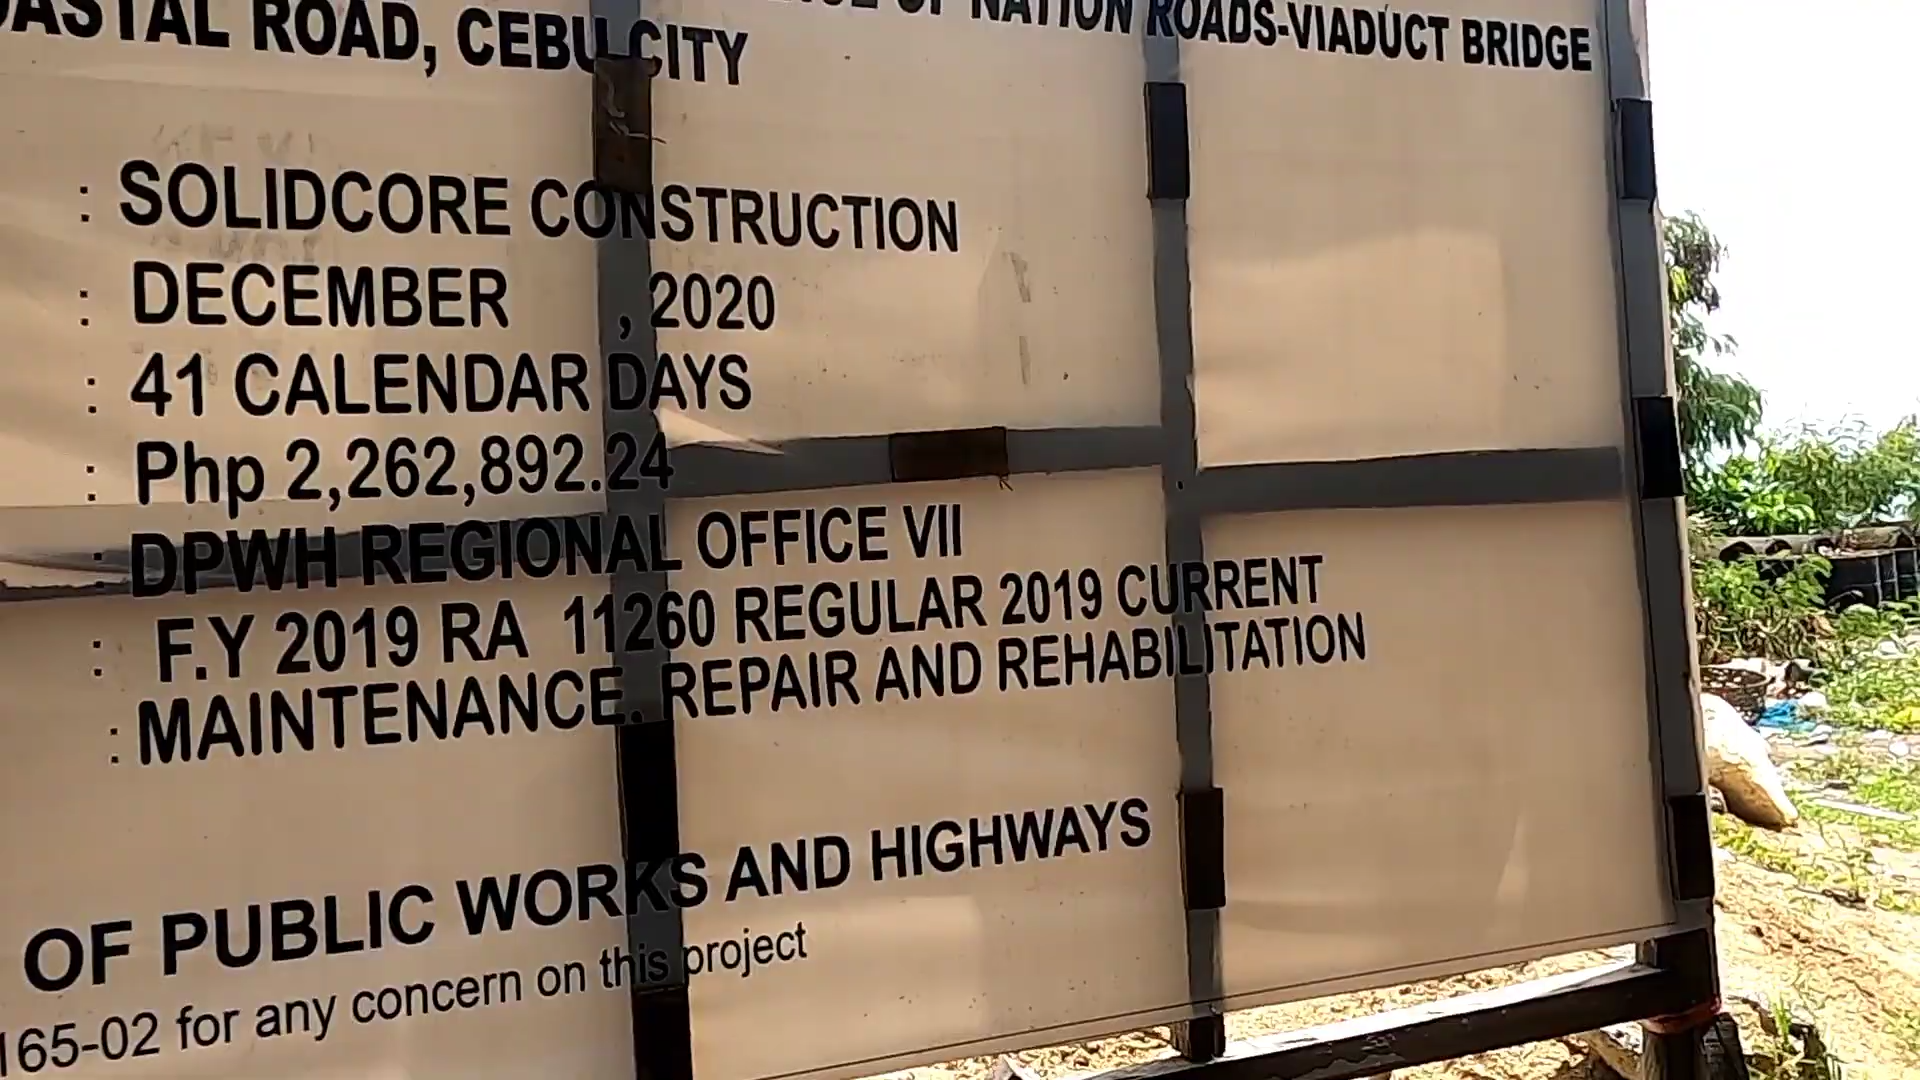 ROAD, CEBU CITY
OF NATION ROADS-VIADUCT BRIDGE
: SOLIDCORE CONSTRUCTION
: DECEMBER , 2020
: 41 CALENDAR DAYS
: Php 2,262,892.24
: DPWH REGIONAL OFFICE VII
: F.Y 2019 RA 11260 REGULAR 2019 CURRENT
: MAINTENANCE, REPAIR AND REHABILITATION
OF PUBLIC WORKS AND HIGHWAYS
165-02 for any concern on this project